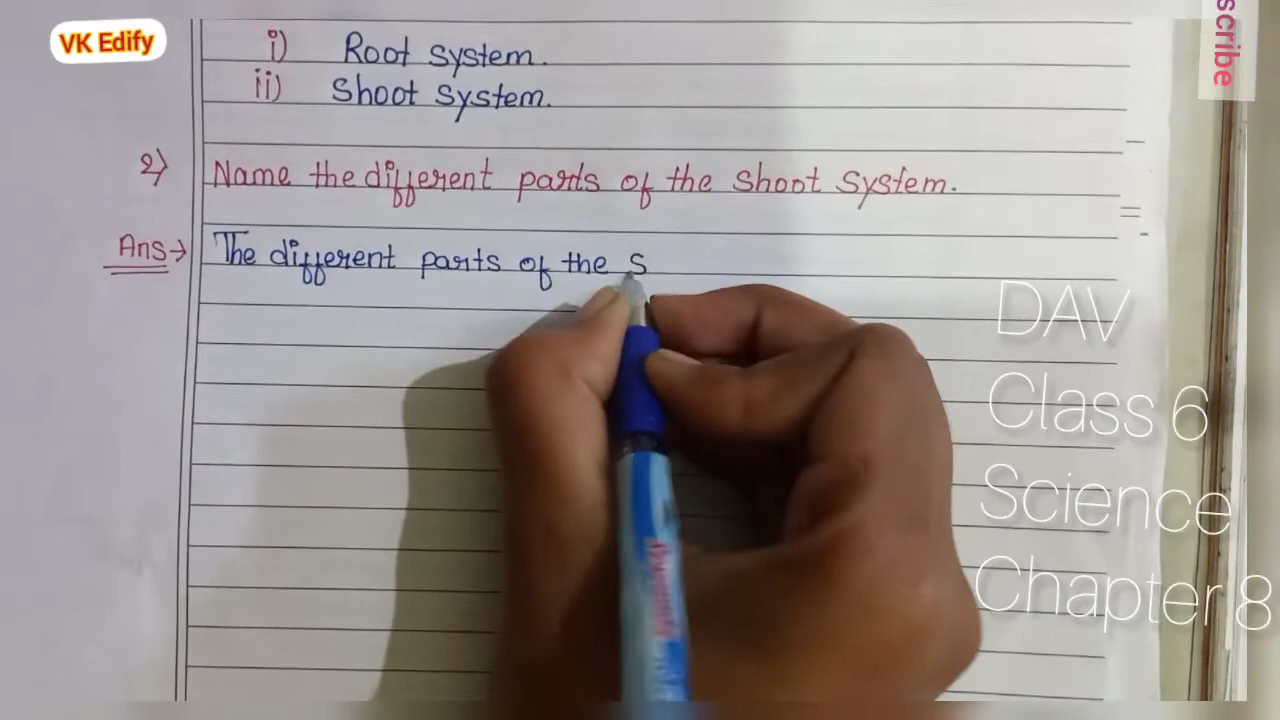 VK Edify
scribe
i) Root system.
ii) Shoot system.
2) Name the different parts of the shoot system.
Ans→ The different parts of the s
DAV
Class 6
Science
Chapter 8